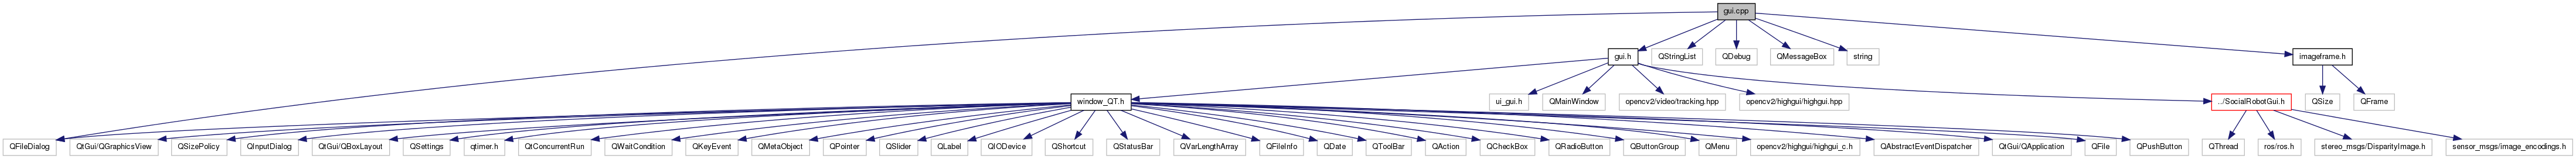 gui.cpp
gui.h
QStringList
QDebug
QMessageBox
string
imageframe.h
window_QT.h
ui_gui.h
QMainWindow
opencv2/video/tracking.hpp
opencv2/highgui/highgui.hpp
../SocialRobotGui.h
QSize
QFrame
QFileDialog
QtGui/QGraphicsView
QSizePolicy
QInputDialog
QtGui/QBoxLayout
QSettings
qtimer.h
QtConcurrentRun
QWaitCondition
QKeyEvent
QMetaObject
QPointer
QSlider
QLabel
QIODevice
QShortcut
QStatusBar
QVarLengthArray
QFileInfo
QDate
QToolBar
QAction
QCheckBox
QRadioButton
QButtonGroup
QMenu
opencv2/highgui/highgui_c.h
QAbstractEventDispatcher
QtGui/QApplication
QFile
QPushButton
QThread
ros/ros.h
stereo_msgs/DisparityImage.h
sensor_msgs/image_encodings.h